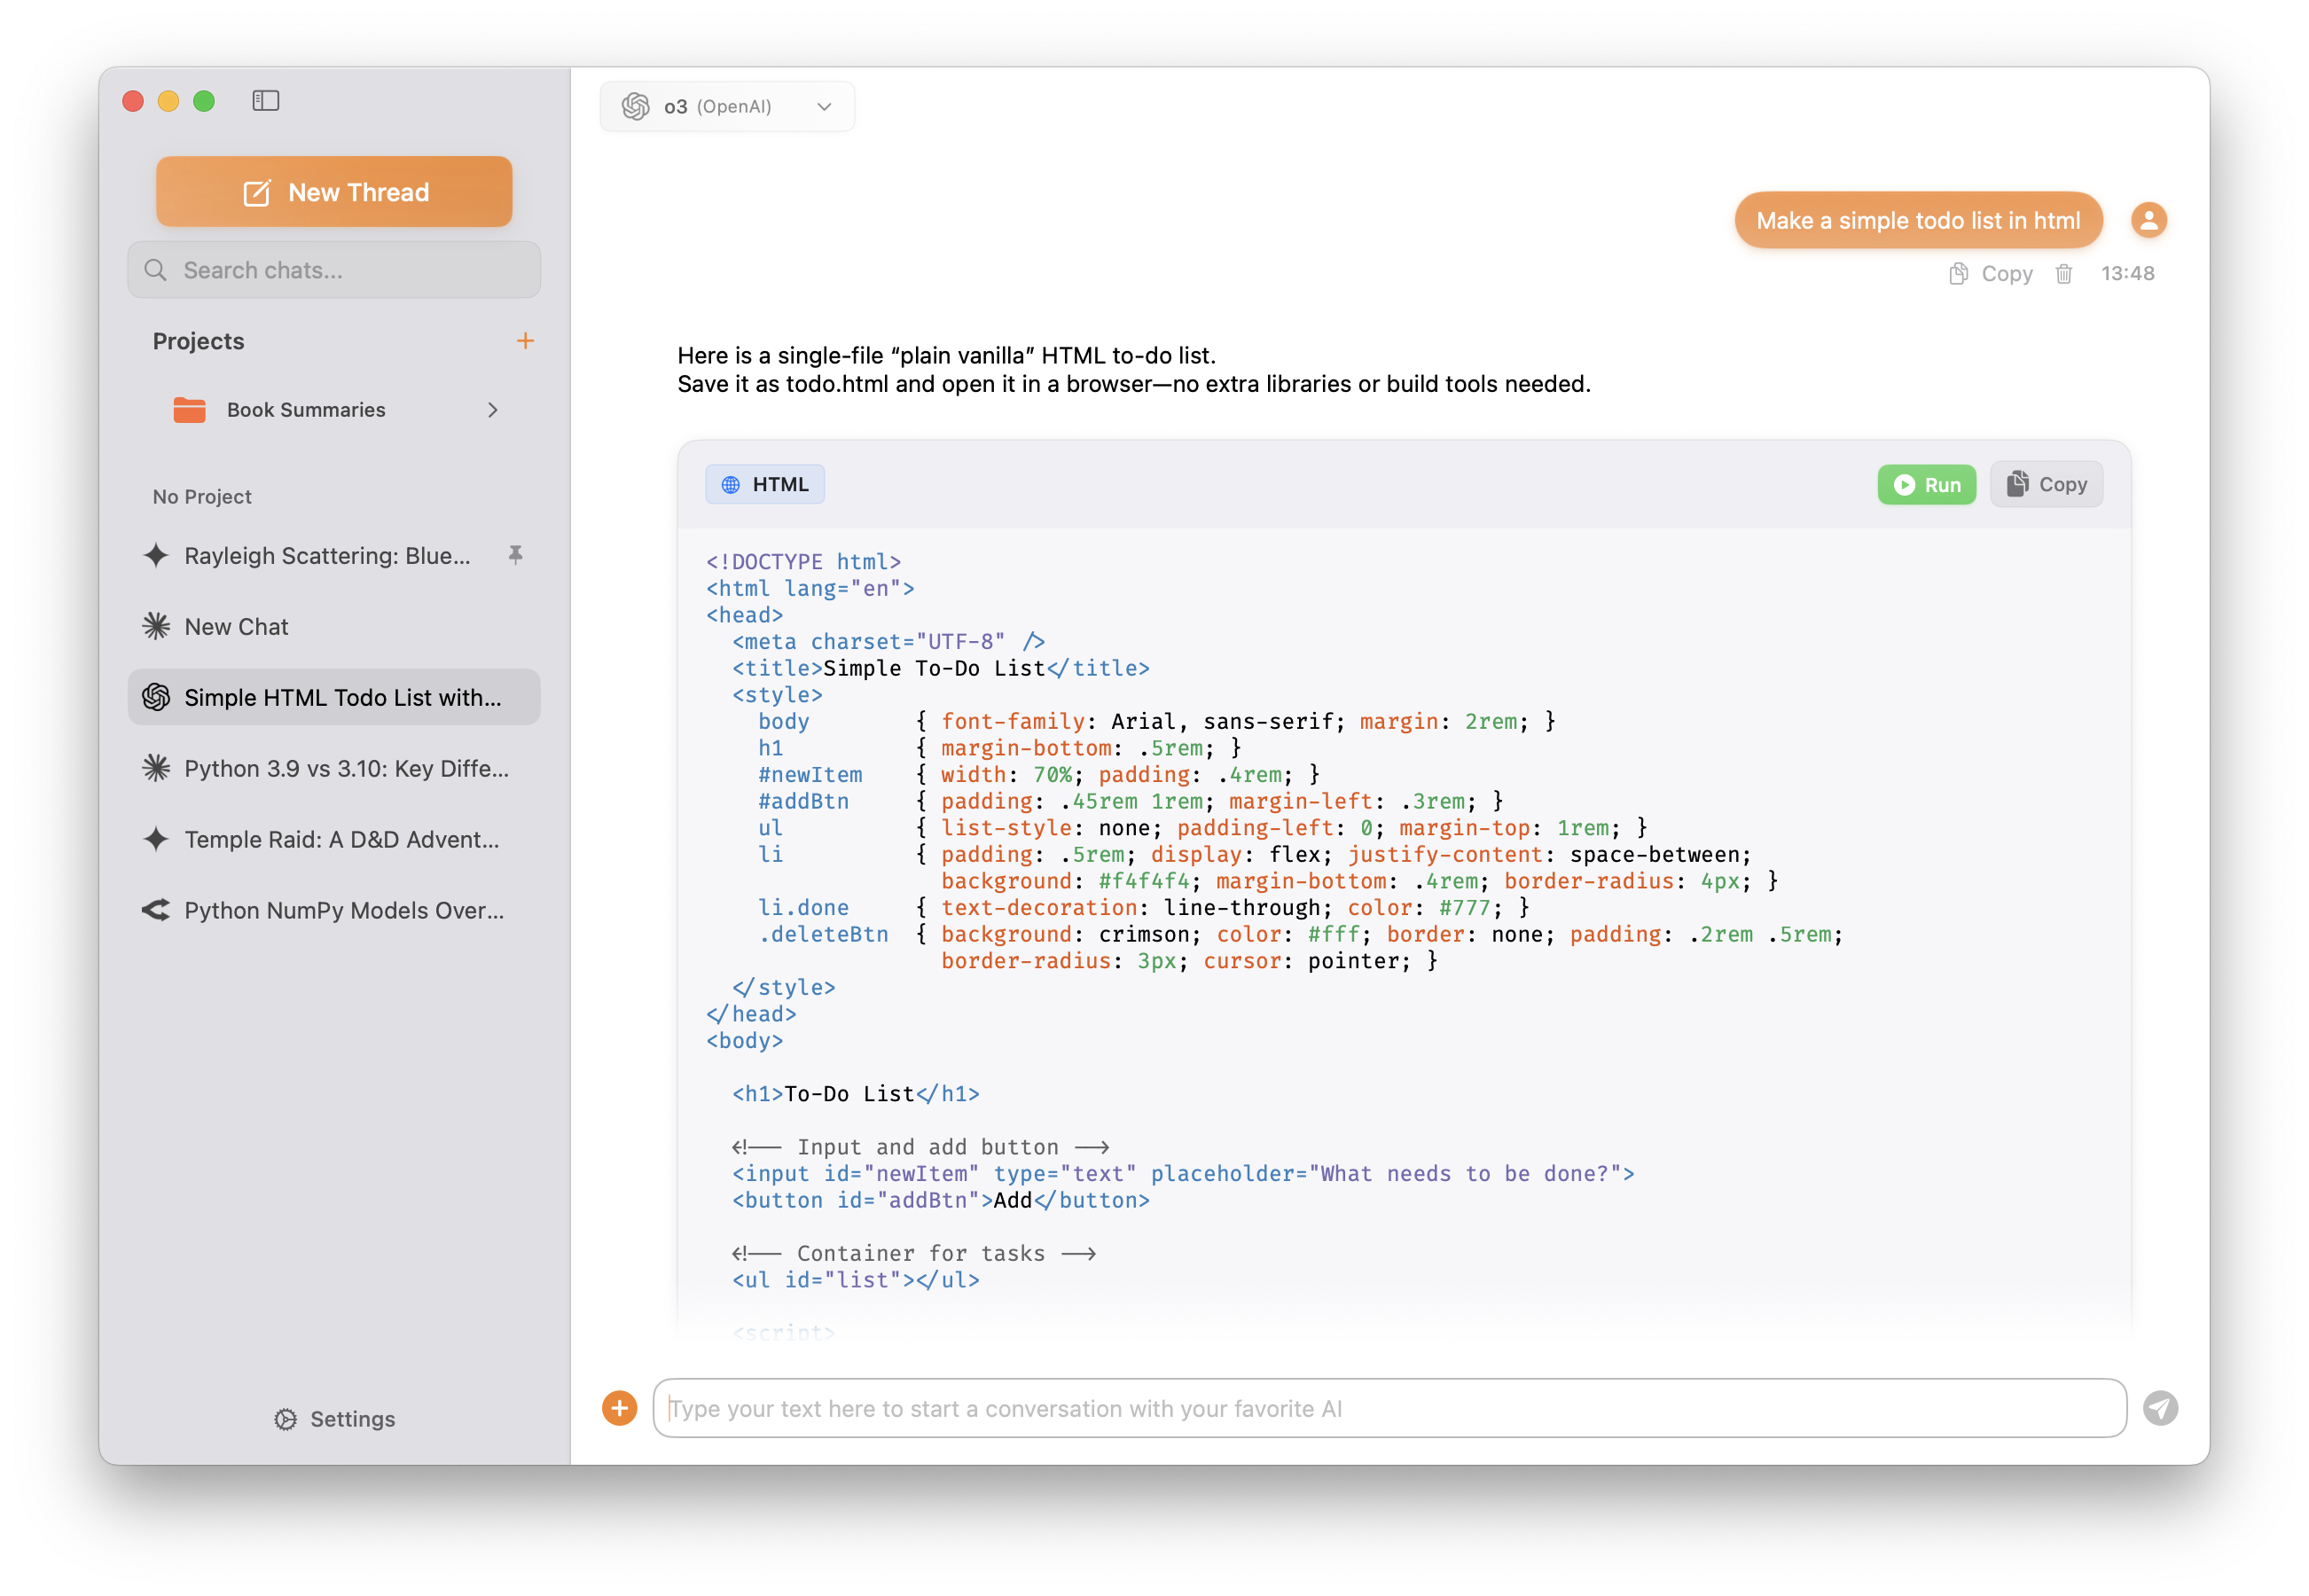 New Thread
Search chats...
Projects
Book Summaries
No Project
Rayleigh Scattering: Blue...
New Chat
Simple HTML Todo List with...
Python 3.9 vs 3.10: Key Diffe...
Temple Raid: A D&D Advent...
Python NumPy Models Over...
Settings
o3 (OpenAI)
Make a simple todo list in html
Copy 13:48
Here is a single-file “plain vanilla” HTML to-do list.
Save it as todo.html and open it in a browser—no extra libraries or build tools needed.
HTML Run Copy
<!DOCTYPE html>
<html lang="en">
<head>
  <meta charset="UTF-8" />
  <title>Simple To-Do List</title>
  <style>
    body        { font-family: Arial, sans-serif; margin: 2rem; }
    h1          { margin-bottom: .5rem; }
    #newItem    { width: 70%; padding: .4rem; }
    #addBtn     { padding: .45rem 1rem; margin-left: .3rem; }
    ul          { list-style: none; padding-left: 0; margin-top: 1rem; }
    li          { padding: .5rem; display: flex; justify-content: space-between;
                  background: #f4f4f4; margin-bottom: .4rem; border-radius: 4px; }
    li.done     { text-decoration: line-through; color: #777; }
    .deleteBtn  { background: crimson; color: #fff; border: none; padding: .2rem .5rem;
                  border-radius: 3px; cursor: pointer; }
  </style>
</head>
<body>
  <h1>To-Do List</h1>
  <!-- Input and add button -->
  <input id="newItem" type="text" placeholder="What needs to be done?">
  <button id="addBtn">Add</button>
  <!-- Container for tasks -->
  <ul id="list"></ul>
  <script>
Type your text here to start a conversation with your favorite AI